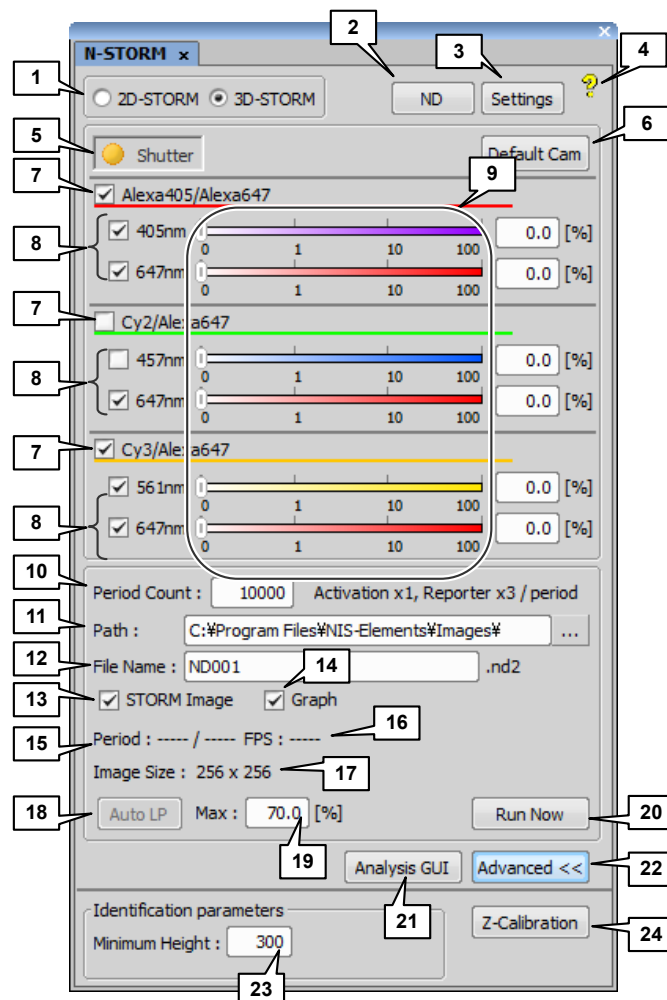 2
3
4
N-STORM x
1
2D-STORM 3D-STORM ND Settings ?
5
Shutter
Default Cam
6
7
Alexa405/Alexa647
9
8
405nm
0 1 10 100
0.0 [%]
647nm
0 1 10 100
0.0 [%]
7
Cy2/Alexa647
8
457nm
0 1 10 100
0.0 [%]
647nm
0 1 10 100
0.0 [%]
7
Cy3/Alexa647
8
561nm
0 1 10 100
0.0 [%]
647nm
0 1 10 100
0.0 [%]
10
Period Count : 10000 Activation x1, Reporter x3 / period
11
Path : C:¥Program Files¥NIS-Elements¥Images¥ ...
12
File Name : ND001 .nd2
14
13
STORM Image Graph
16
15
Period : ----- / ----- FPS : -----
17
Image Size : 256 x 256
18
Auto LP Max : 70.0 [%] Run Now
20
19
Analysis GUI Advanced <<
22
21
Identification parameters
Z-Calibration
24
Minimum Height : 300
23